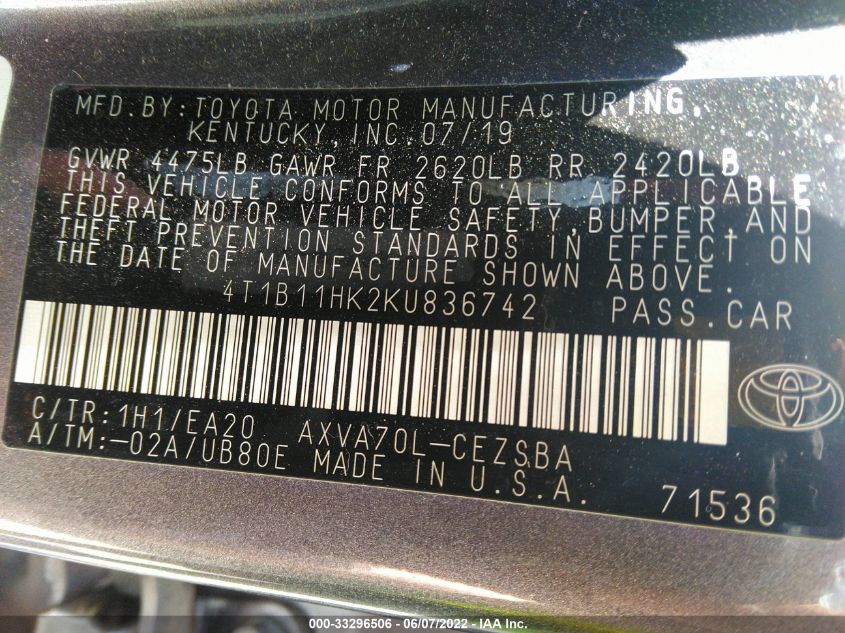 MFD.BY:TOYOTA MOTOR MANUFACTURING,
KENTUCKY,INC.07/19
GVWR 4475LB GAWR FR 2620LB RR 2420LB
THIS VEHICLE CONFORMS TO ALL APPLICABLE
FEDERAL MOTOR VEHICLE SAFETY,BUMPER,AND
THEFT PREVENTION STANDARDS IN EFFECT ON
THE DATE OF MANUFACTURE SHOWN ABOVE.
4T1B11HK2KU836742 PASS.CAR
C/TR:1H1/EA20 AXVA70L-CEZSBA
A/TM:-02A/UB80E MADE IN U.S.A. 71536
000-33296506 - 06/07/2022 - IAA Inc.